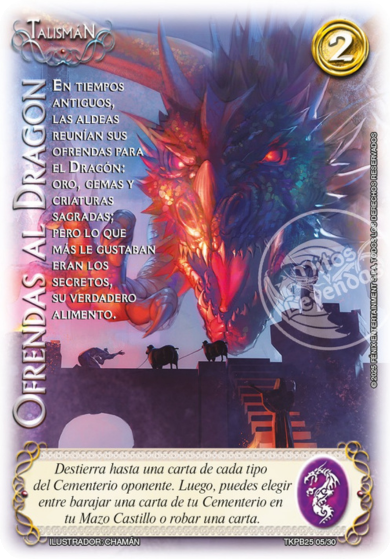 TALISMÁN
2
OFRENDAS AL DRAGÓN
EN TIEMPOS
ANTIGUOS,
LAS ALDEAS
REUNÍAN SUS
OFRENDAS PARA
EL DRAGÓN:
ORO, GEMAS Y
CRIATURAS
SAGRADAS;
PERO LO QUE
MÁS LE GUSTABAN
ERAN LOS
SECRETOS,
SU VERDADERO
ALIMENTO.
mitos
Leyendas
Destierra hasta una carta de cada tipo
del Cementerio oponente. Luego, puedes elegir
entre barajar una carta de tu Cementerio en
tu Mazo Castillo o robar una carta.
ILUSTRADOR: CHAMÁN
TKPB25 05/30